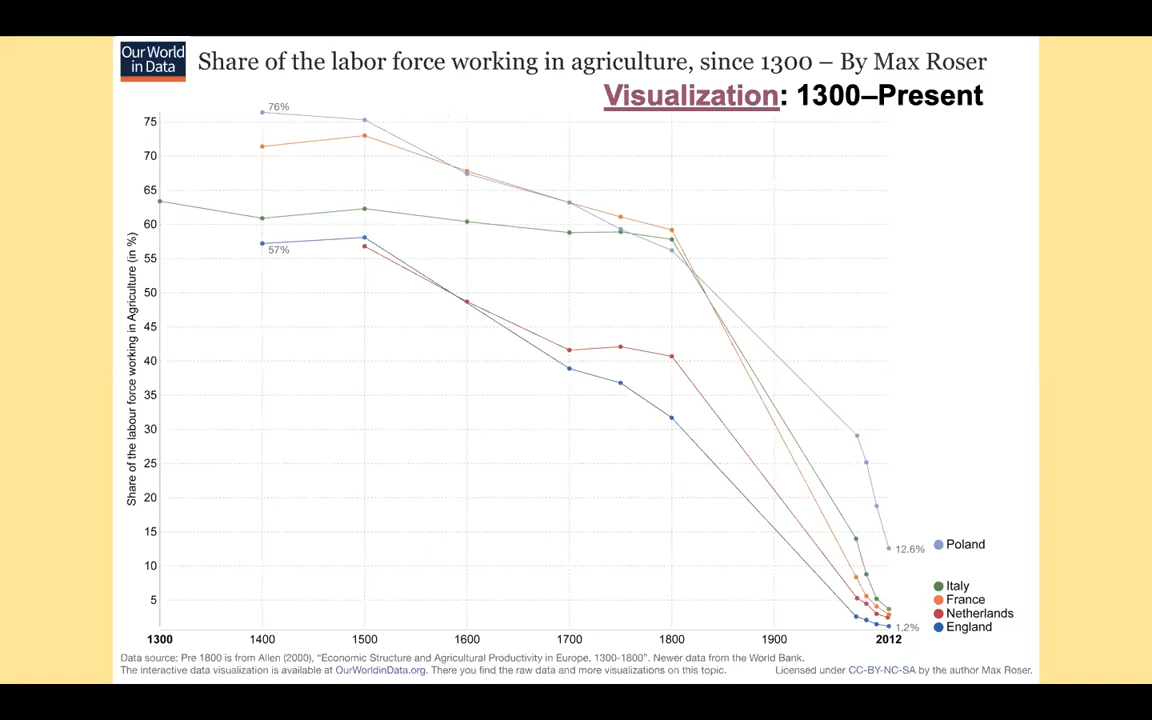 Our World
in Data
Share of the labor force working in agriculture, since 1300 – By Max Roser
Visualization: 1300–Present
76%
75
70
65
60
57%
55
50
45
40
35
30
25
20
15
10
5
Share of the labour force working in Agriculture (in %)
12.6%
Poland
Italy
France
Netherlands
1.2%
England
1300 1400 1500 1600 1700 1800 1900 2012
Data source: Pre 1800 is from Allen (2000), “Economic Structure and Agricultural Productivity in Europe, 1300-1800”. Newer data from the World Bank.
The interactive data visualization is available at OurWorldinData.org. There you find the raw data and more visualizations on this topic.
Licensed under CC-BY-NC-SA by the author Max Roser.